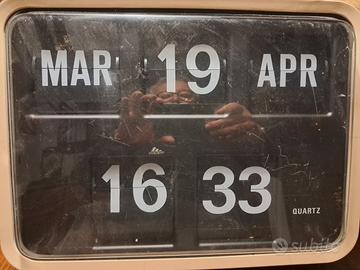 MAR 19 APR
16 33
QUARTZ
subito